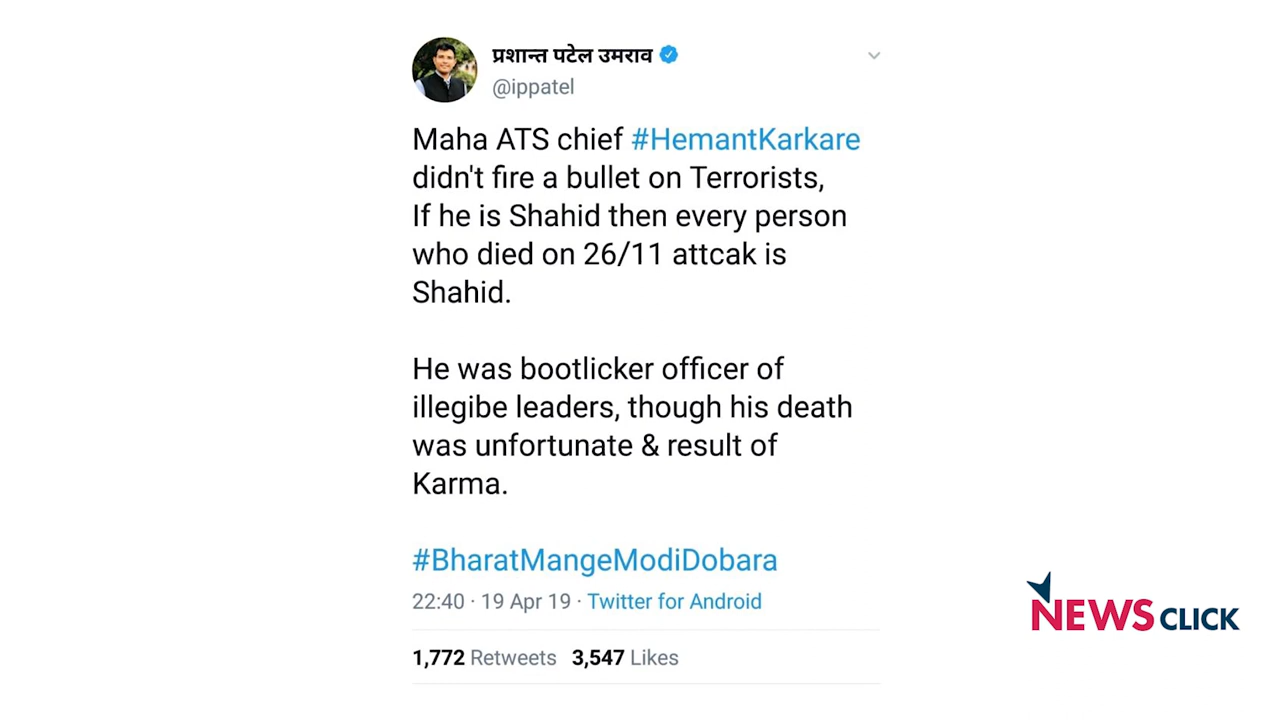 प्रशान्त पटेल उमराव
@ippatel
Maha ATS chief #HemantKarkare
didn't fire a bullet on Terrorists,
If he is Shahid then every person
who died on 26/11 attcak is
Shahid.
He was bootlicker officer of
illegibe leaders, though his death
was unfortunate & result of
Karma.
#BharatMangeModiDobara
22:40 · 19 Apr 19 · Twitter for Android
1,772 Retweets 3,547 Likes
NEWSCLICK